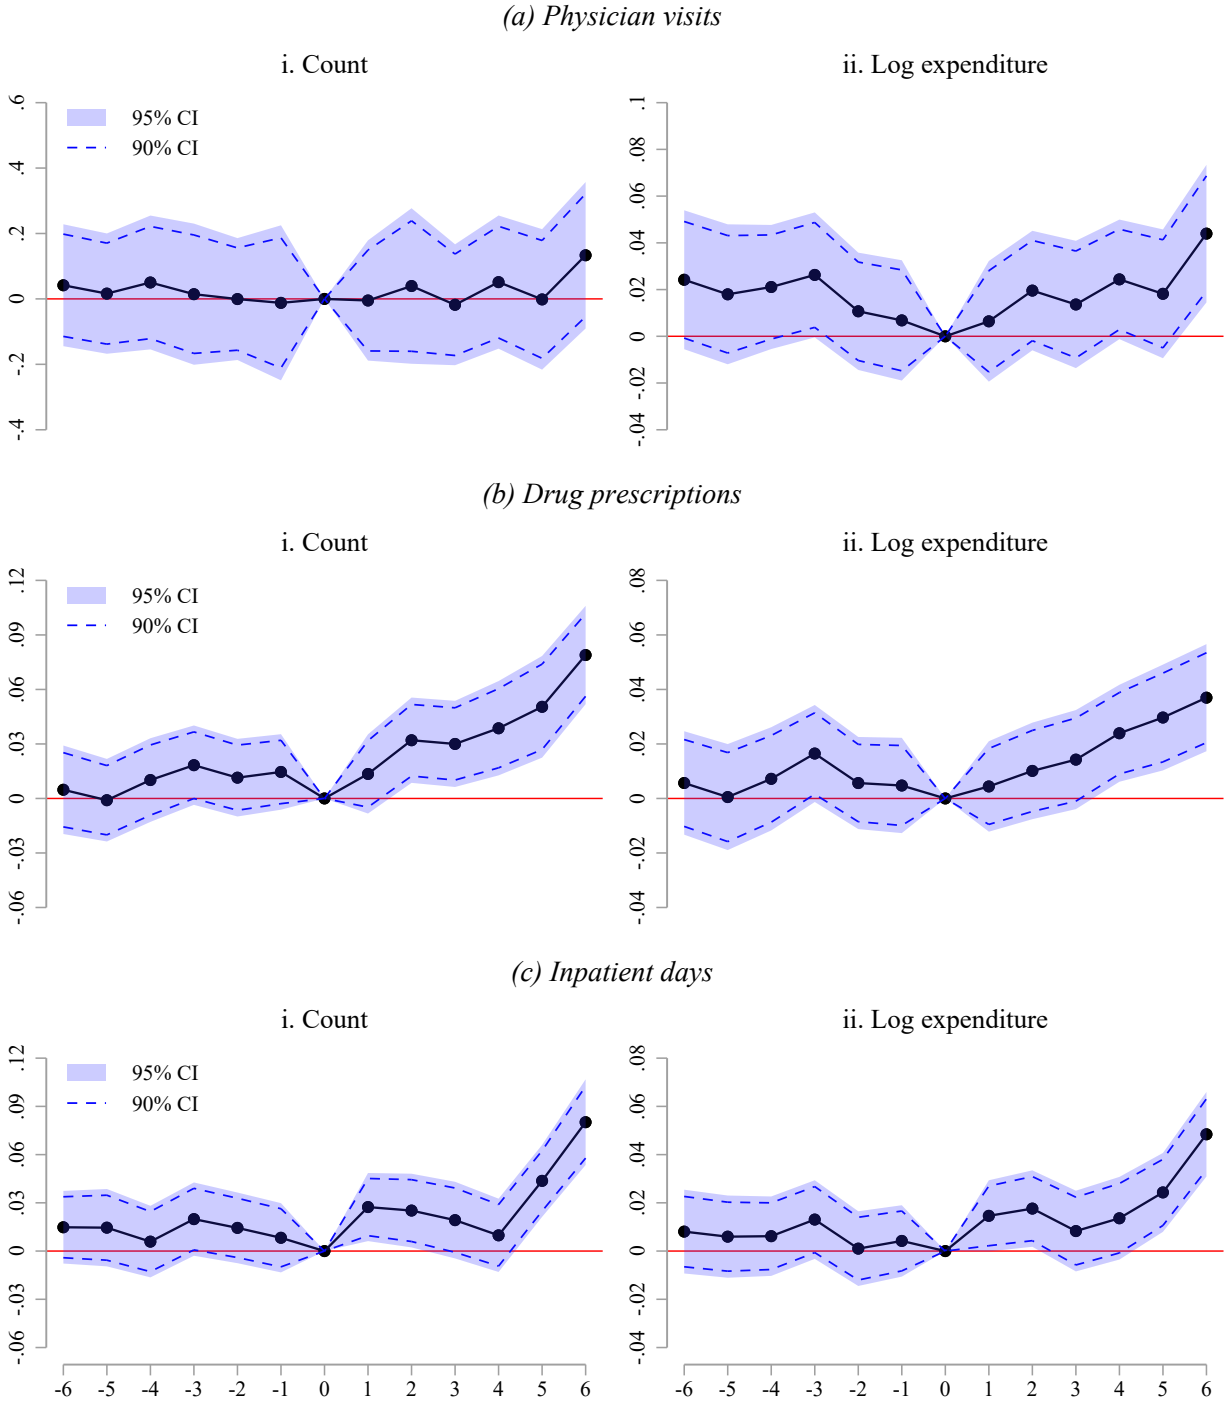 (a) Physician visits
i. Count
ii. Log expenditure
95% CI
90% CI
.6
.4
.2
0
-.2
-.4
.1
.08
.06
.04
.02
0
-.02
-.04
(b) Drug prescriptions
i. Count
ii. Log expenditure
95% CI
90% CI
.12
.09
.06
.03
0
-.03
-.06
.08
.06
.04
.02
0
-.02
-.04
(c) Inpatient days
i. Count
ii. Log expenditure
95% CI
90% CI
.12
.09
.06
.03
0
-.03
-.06
.08
.06
.04
.02
0
-.02
-.04
-6 -5 -4 -3 -2 -1 0 1 2 3 4 5 6
-6 -5 -4 -3 -2 -1 0 1 2 3 4 5 6